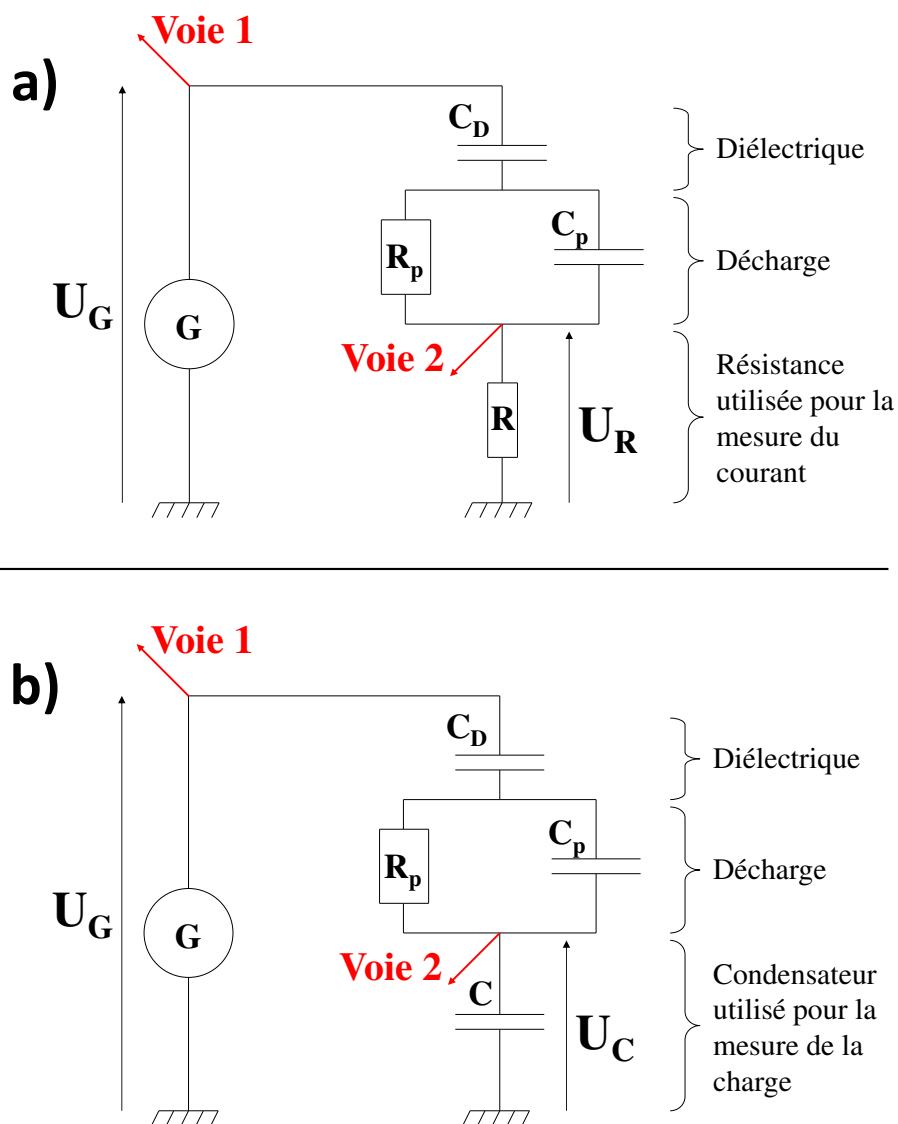 Voie 1
a)
C_D
Diélectrique
C_p
R_p
Décharge
U_G
G
Voie 2
Résistance
utilisée pour la
mesure du
courant
R
U_R
Voie 1
b)
C_D
Diélectrique
C_p
R_p
Décharge
U_G
G
Voie 2
C
Condensateur
utilisé pour la
mesure de la
charge
U_C